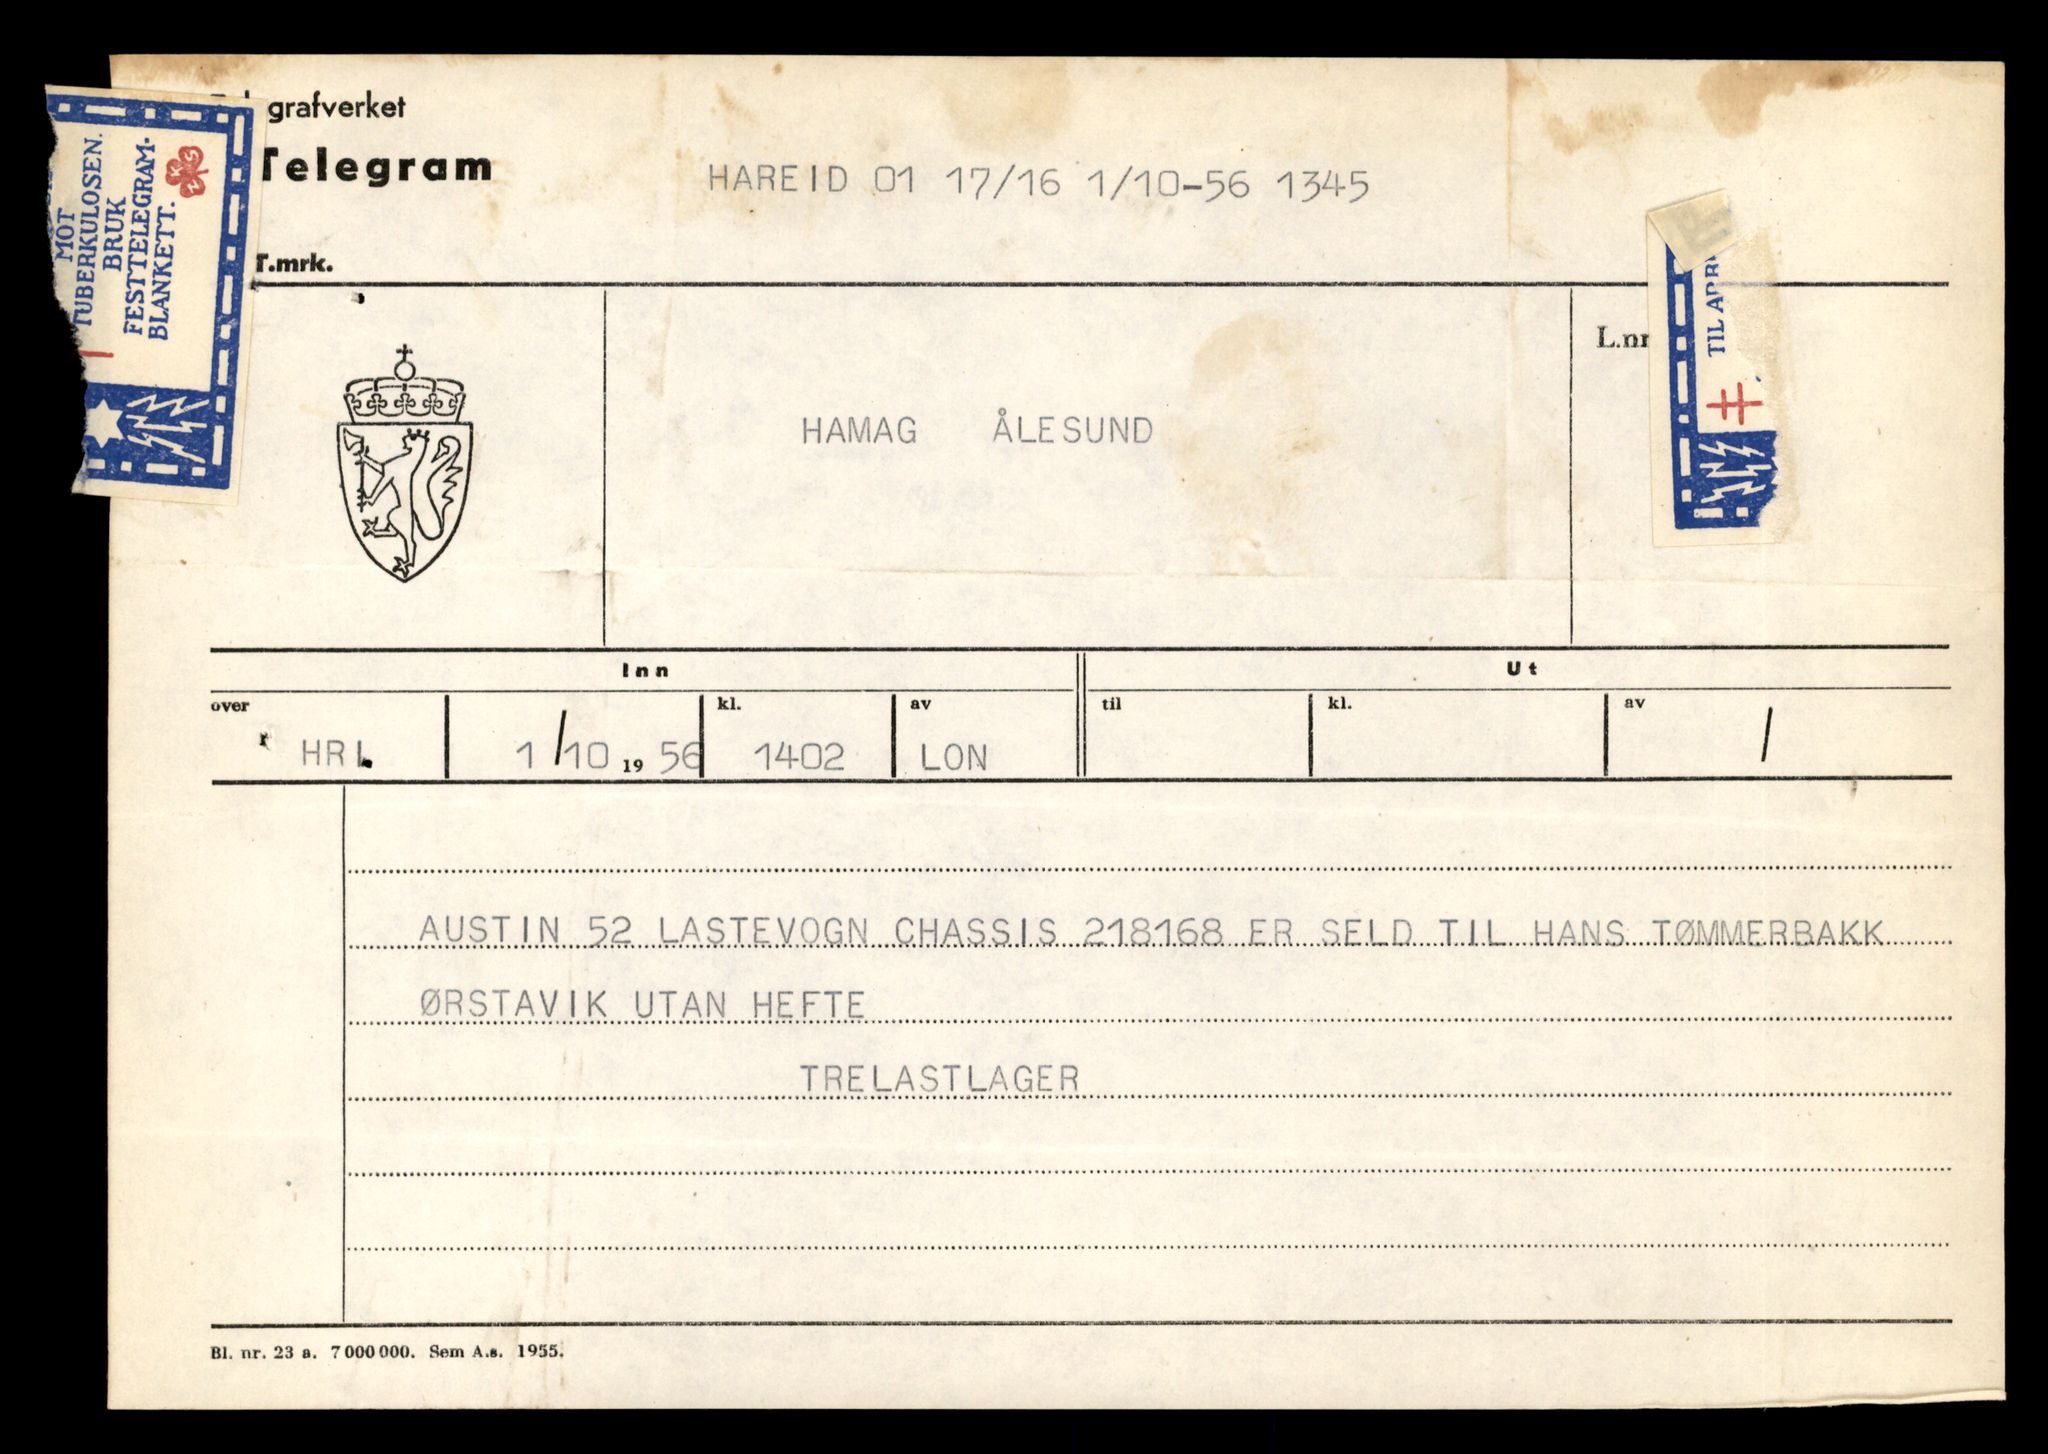 grafverket
Telegram
HAREID 01 17/16 1/10-56 1345
T.mrk.
MOT
TUBERKULOSEN.
BRUK
FESTTELEGRAM-
BLANKETT.
TIL
L.nr
HAMAG ÅLESUND
Inn
Ut
over
kl.
av
til
kl.
av
HRL 1/10 19 56 1402 LON
/
AUSTIN 52 LASTEVOGN CHASSIS 218168 ER SELD TIL HANS TØMMERBAKK
ØRSTAVIK UTAN HEFTE
TRELASTLAGER
Bl. nr. 23 a. 7 000 000. Sem A.s. 1955.